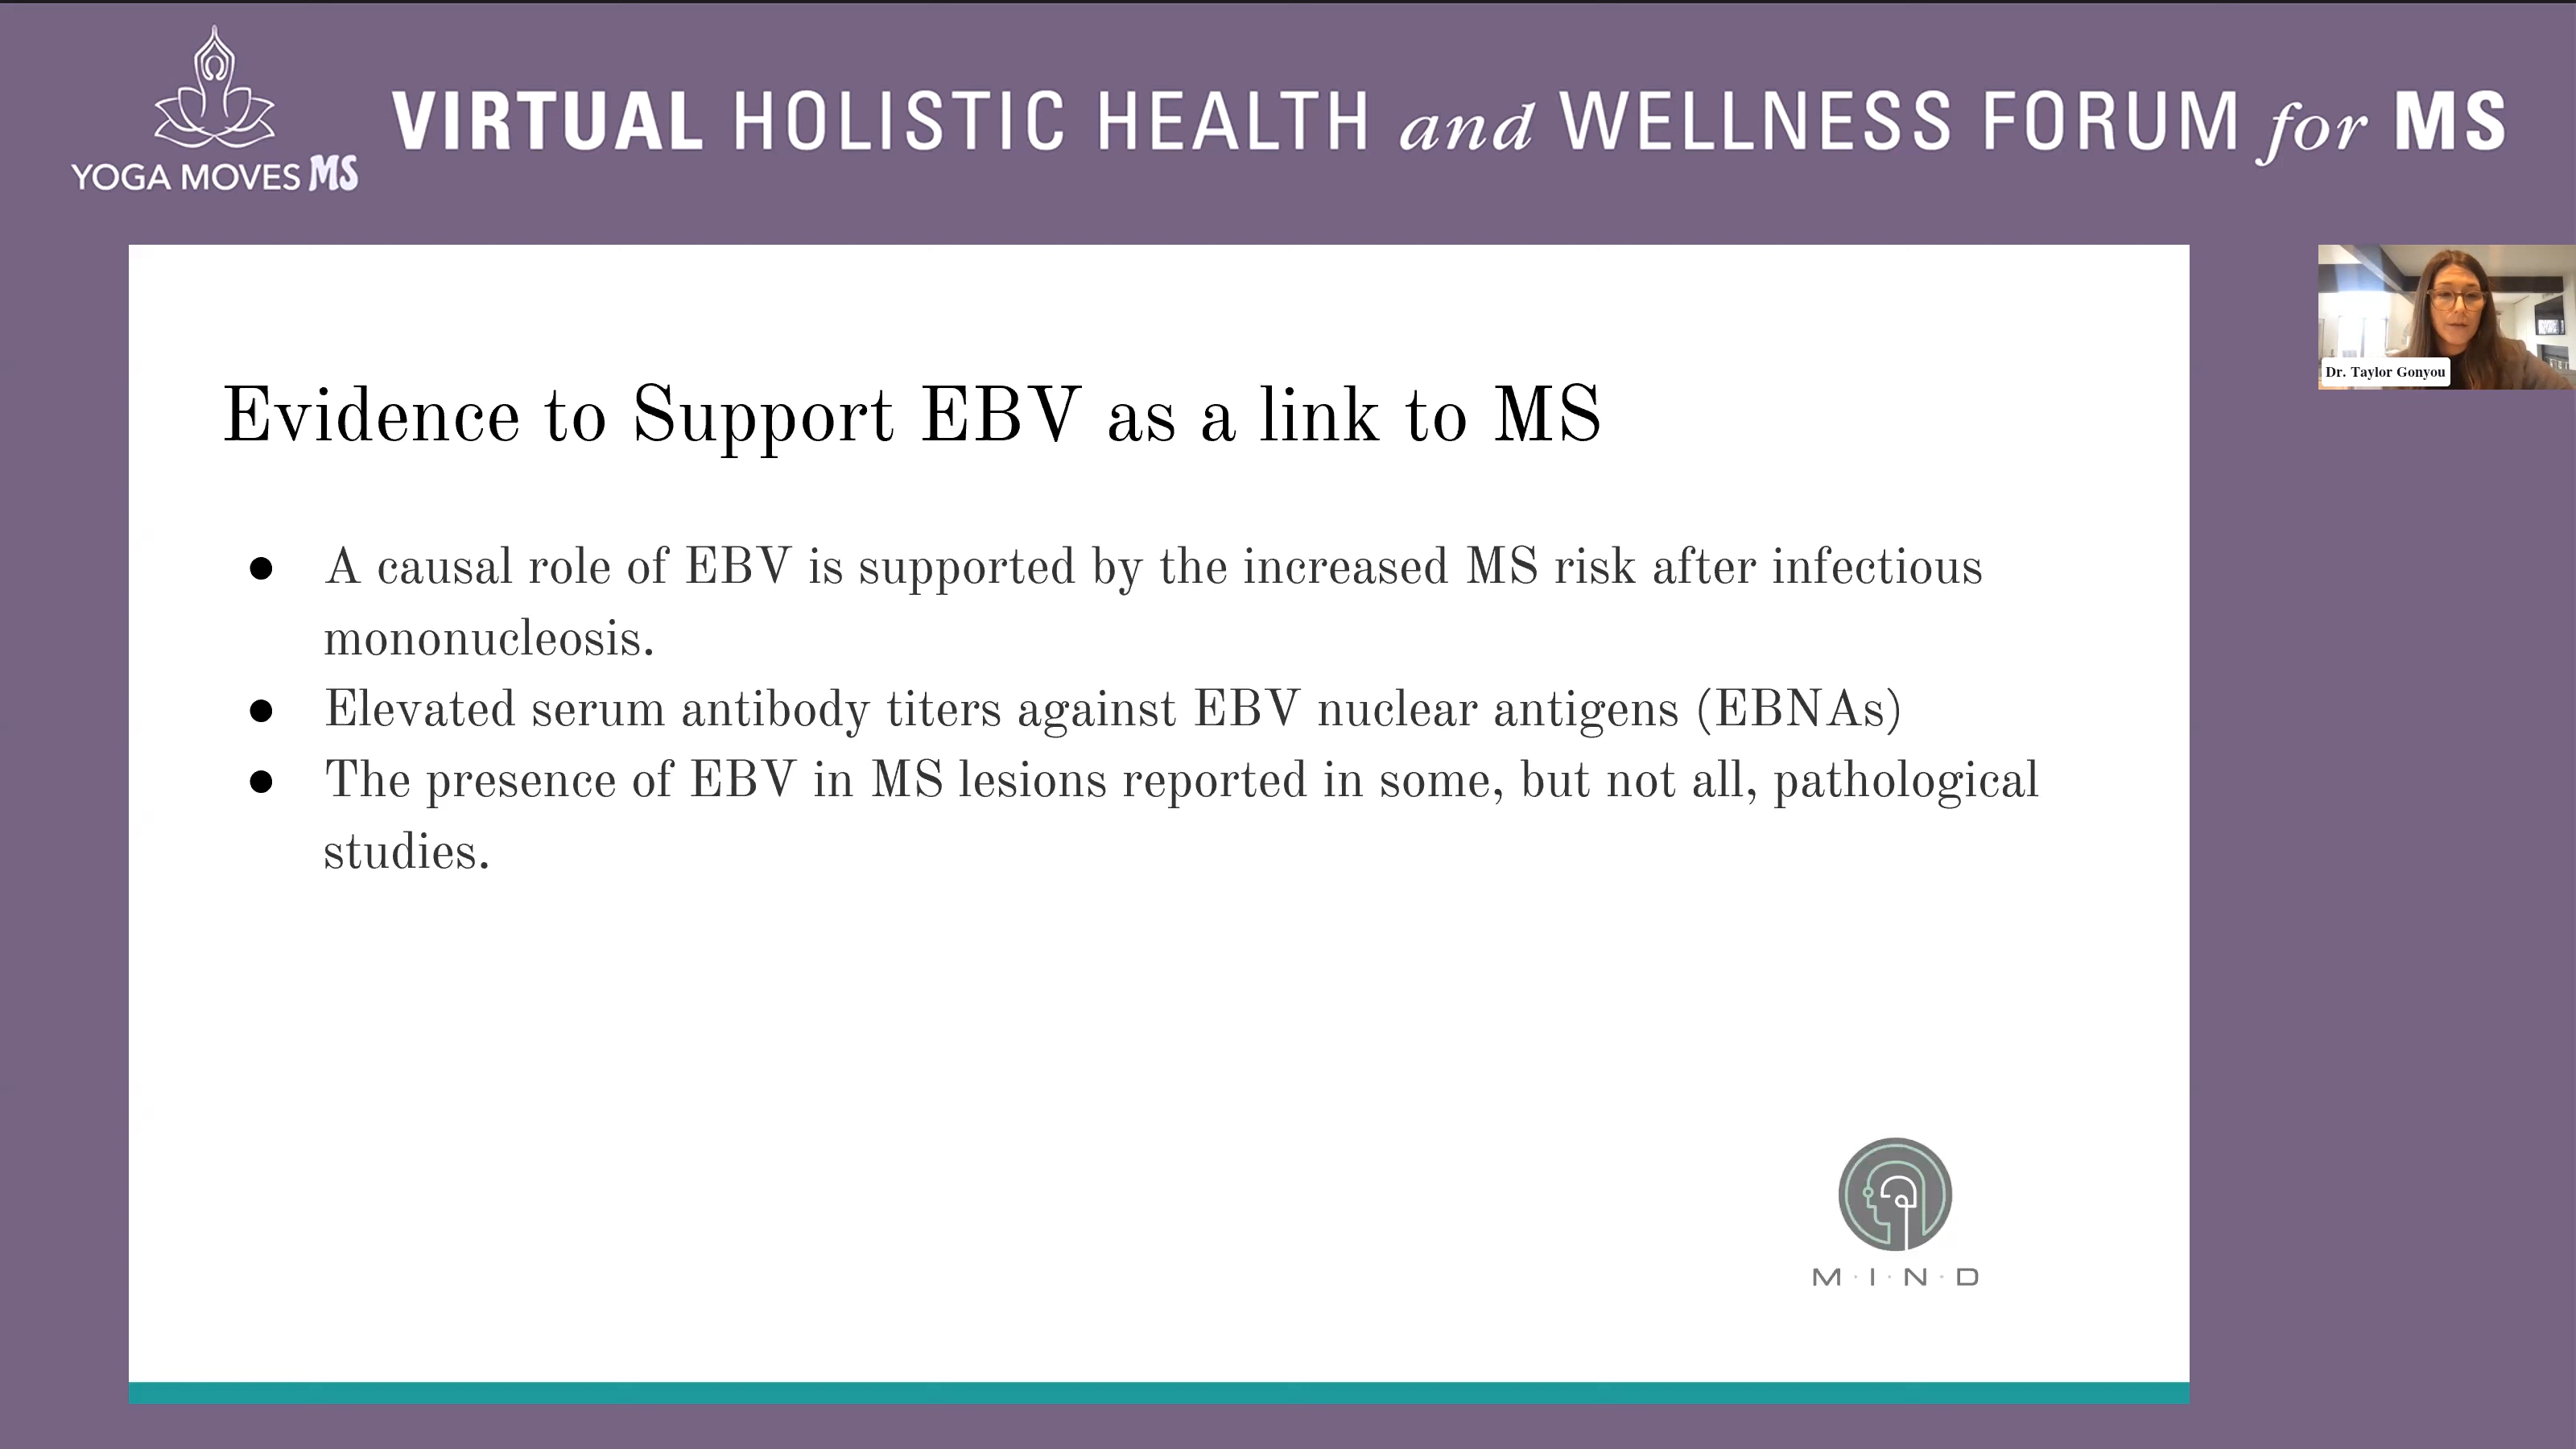 YOGA MOVES MS
VIRTUAL HOLISTIC HEALTH and WELLNESS FORUM for MS
Dr. Taylor Gonyou
Evidence to Support EBV as a link to MS
● A causal role of EBV is supported by the increased MS risk after infectious
mononucleosis.
● Elevated serum antibody titers against EBV nuclear antigens (EBNAs)
● The presence of EBV in MS lesions reported in some, but not all, pathological
studies.
M·I·N·D